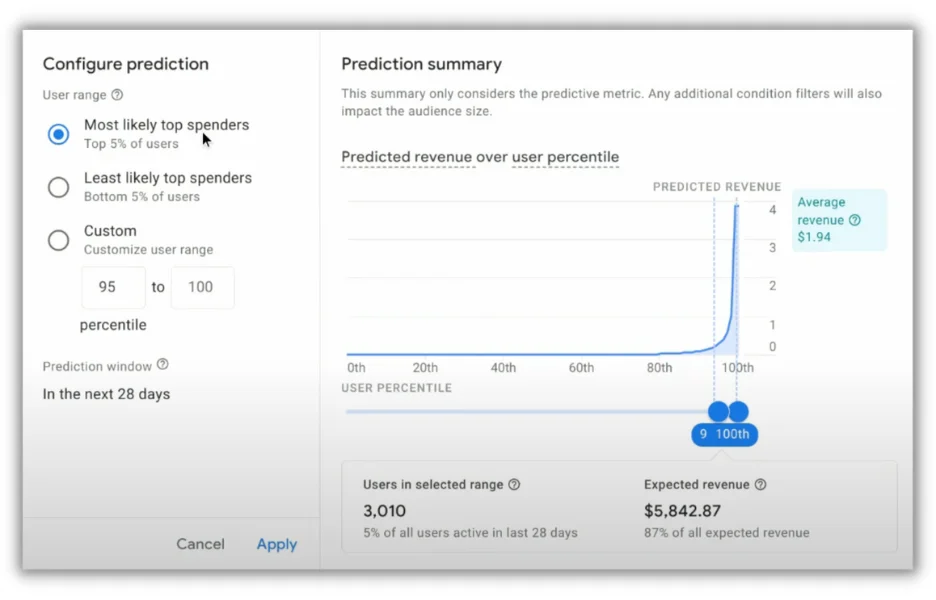 Configure prediction
User range
Most likely top spenders
Top 5% of users
Least likely top spenders
Bottom 5% of users
Custom
Customize user range
95 to 100
percentile
Prediction window
In the next 28 days
Cancel Apply
Prediction summary
This summary only considers the predictive metric. Any additional condition filters will also
impact the audience size.
Predicted revenue over user percentile
PREDICTED REVENUE
4
3
2
1
0
Average
revenue
$1.94
0th 20th 40th 60th 80th 100th
USER PERCENTILE
9 100th
Users in selected range
3,010
5% of all users active in last 28 days
Expected revenue
$5,842.87
87% of all expected revenue